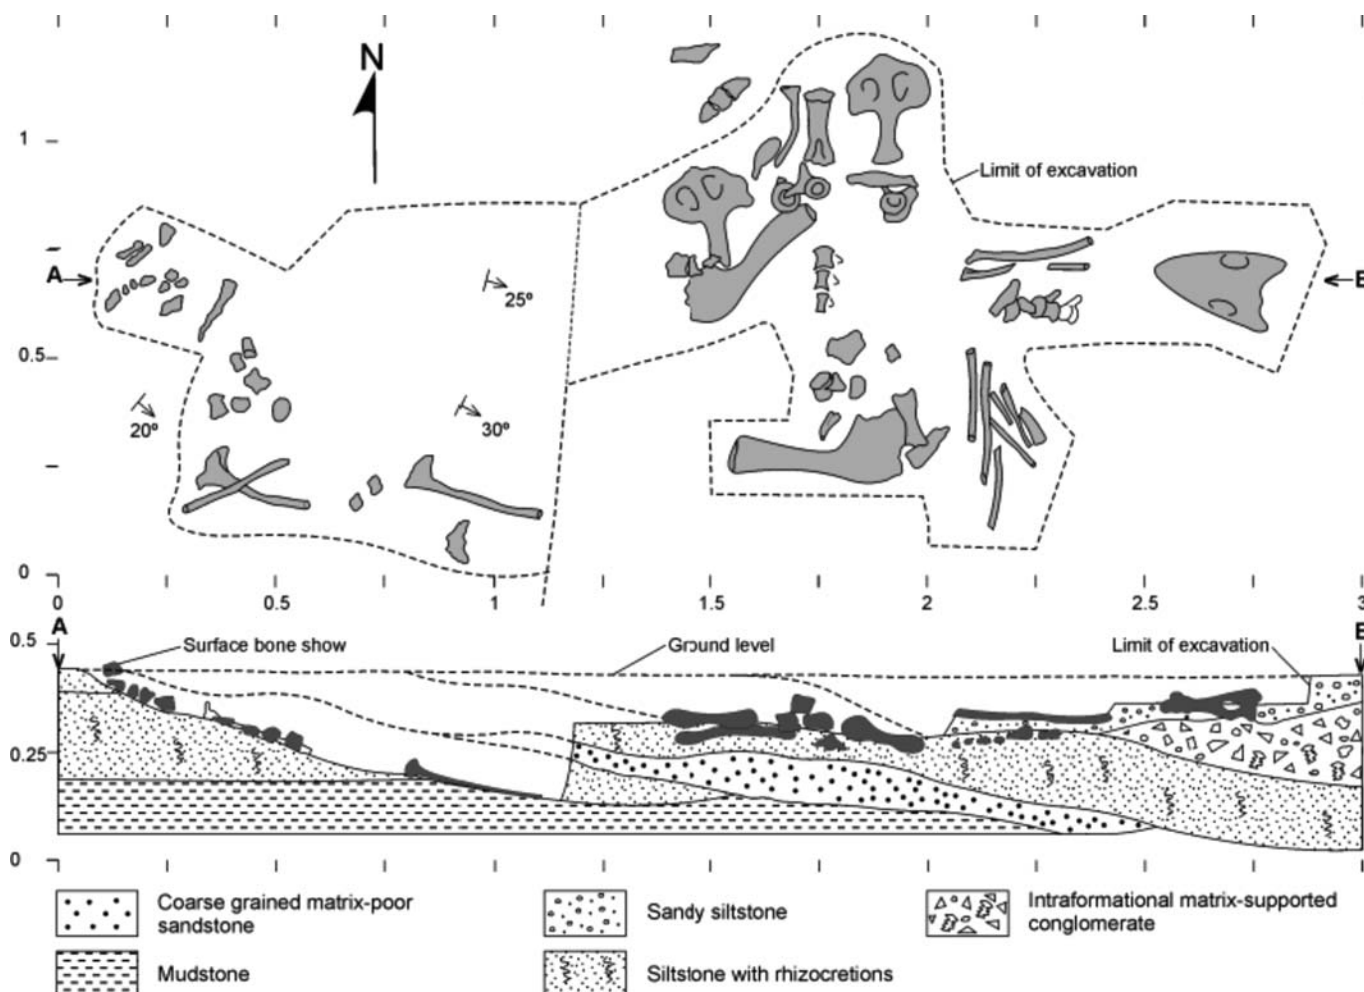 N
1
Limit of excavation
A
25º
E
0.5
20º
30º
0
0 0.5 1 1.5 2 2.5 3
A
E
0.5
Surface bone show
Ground level
Limit of excavation
0.25
0
Coarse grained matrix-poor
sandstone
Sandy siltstone
Intraformational matrix-supported
conglomerate
Mudstone
Siltstone with rhizocretions